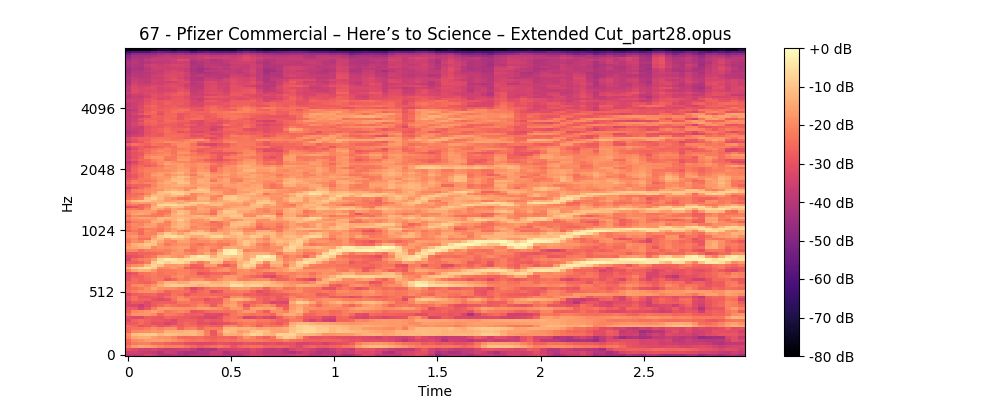 67 - Pfizer Commercial – Here’s to Science – Extended Cut_part28.opus
Hz
4096
2048
1024
512
0
0
0.5
1
1.5
2
2.5
Time
+0 dB
-10 dB
-20 dB
-30 dB
-40 dB
-50 dB
-60 dB
-70 dB
-80 dB